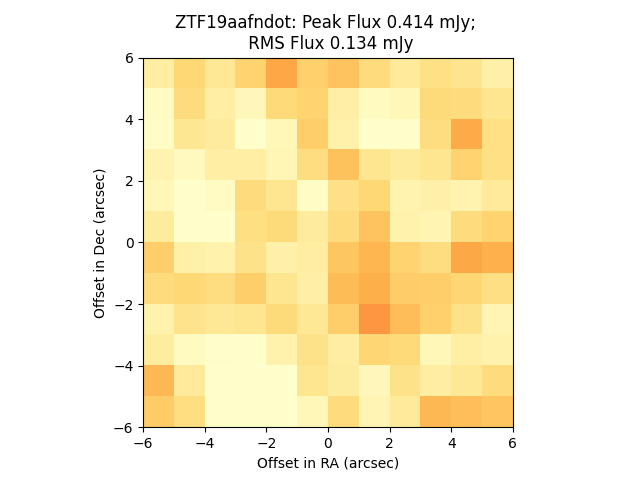 ZTF19aafndot: Peak Flux 0.414 mJy;
RMS Flux 0.134 mJy
6
4
2
0
−2
−4
−6
Offset in Dec (arcsec)
−6 −4 −2 0 2 4 6
Offset in RA (arcsec)